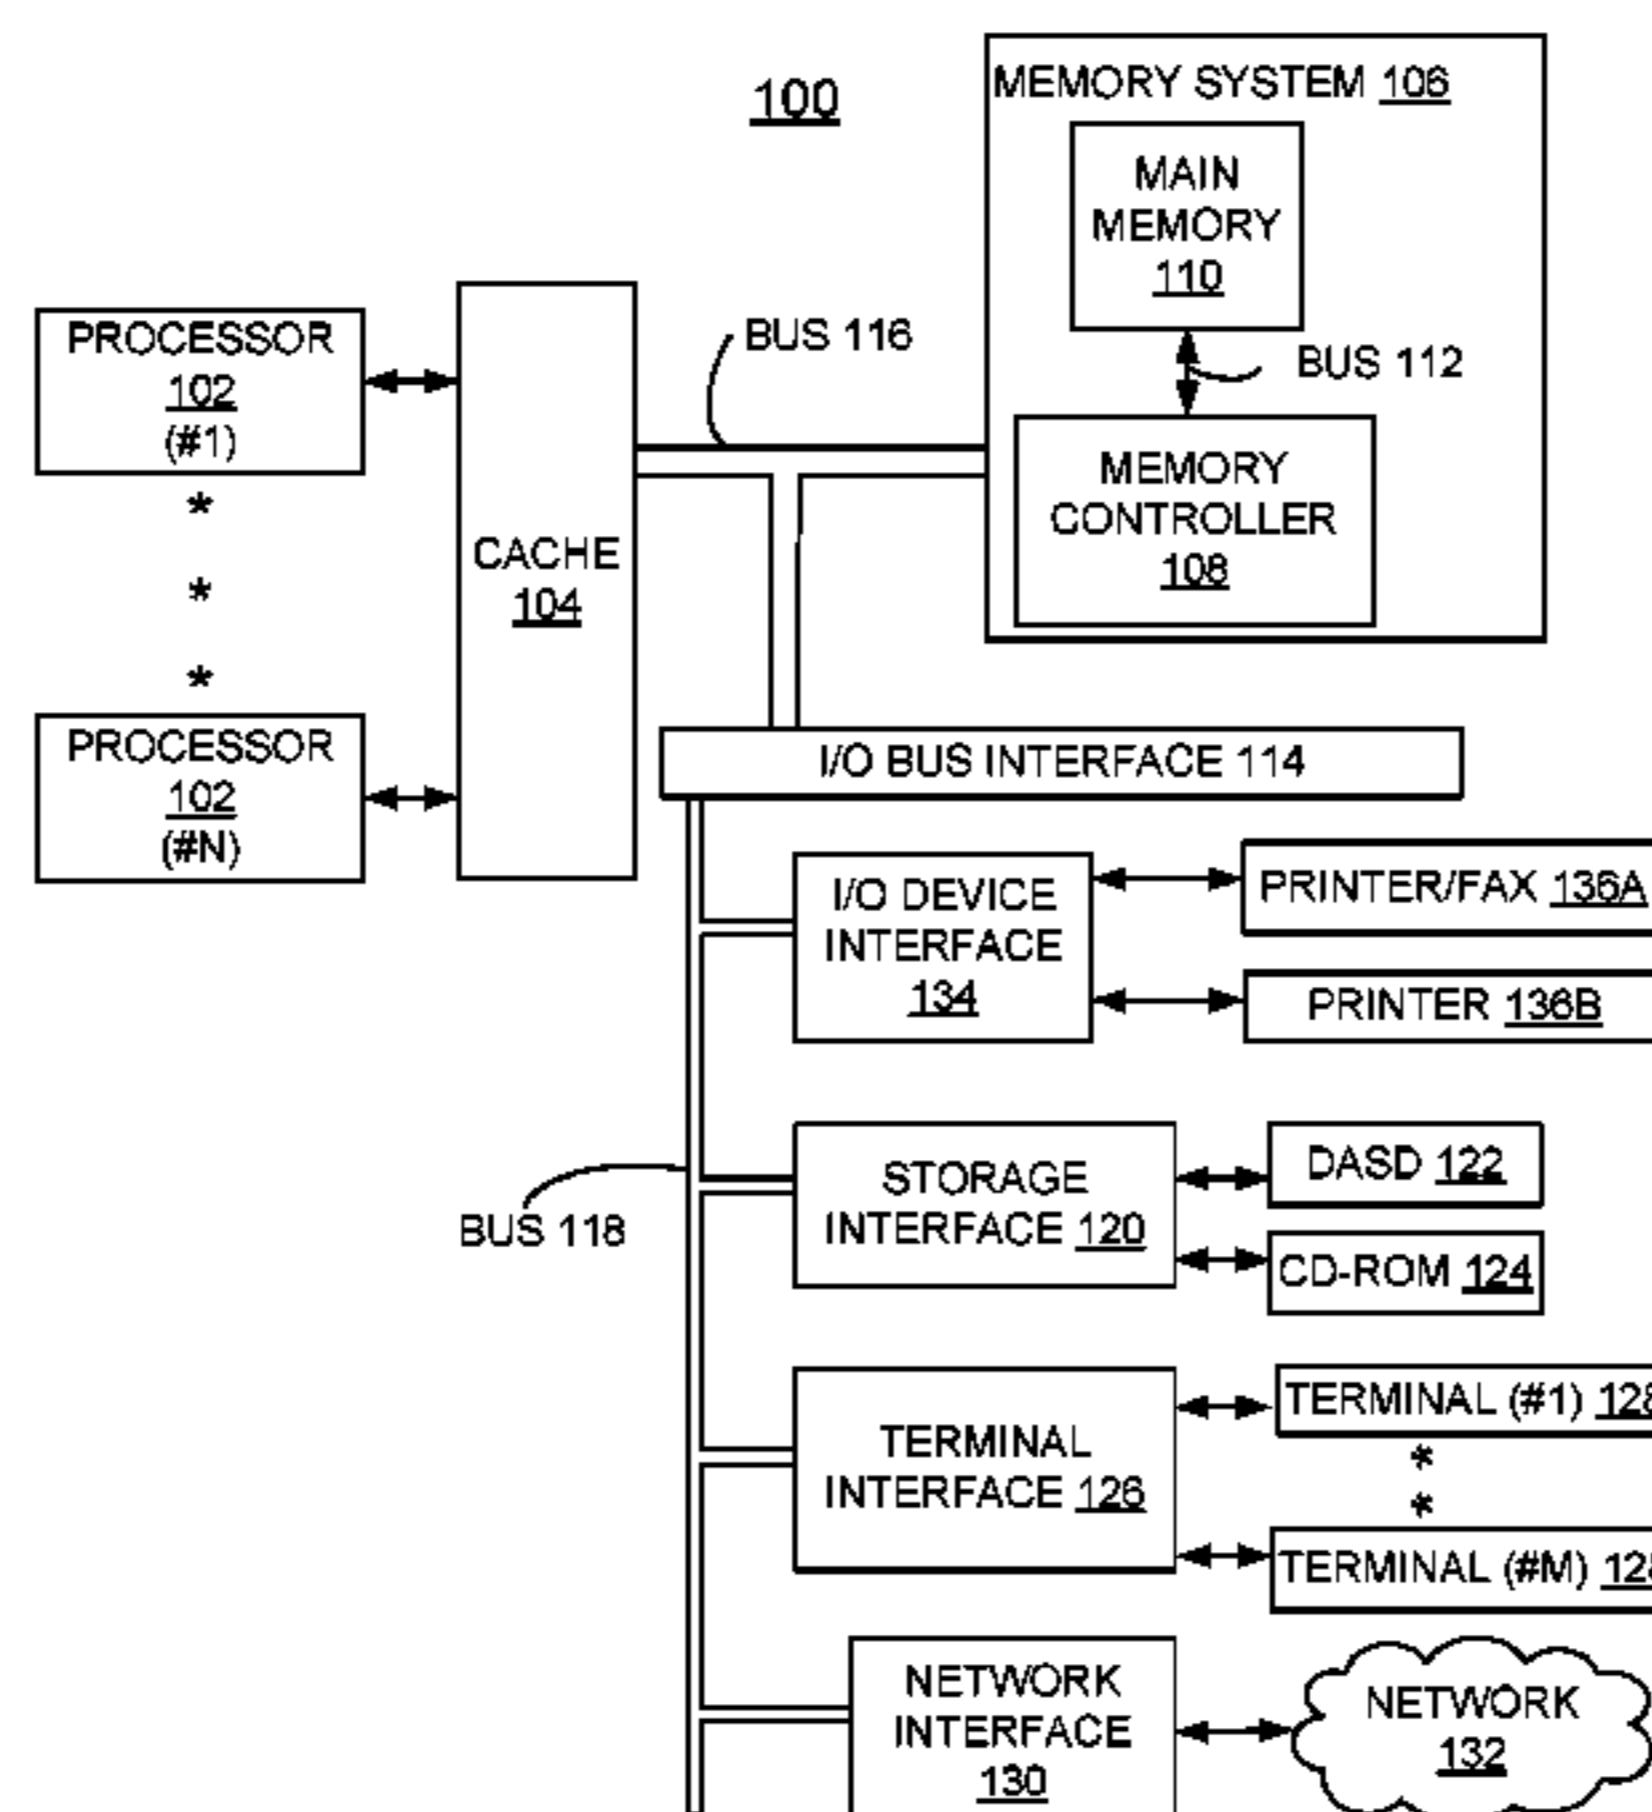 100
MEMORY SYSTEM 106
MAIN
MEMORY
110
BUS 112
MEMORY
CONTROLLER
108
BUS 116
PROCESSOR
102
(#1)
*
*
*
PROCESSOR
102
(#N)
CACHE
104
I/O BUS INTERFACE 114
I/O DEVICE
INTERFACE
134
PRINTER/FAX 136A
PRINTER 136B
BUS 118
STORAGE
INTERFACE 120
DASD 122
CD-ROM 124
TERMINAL
INTERFACE 126
TERMINAL (#1) 128
*
*
TERMINAL (#M) 128
NETWORK
INTERFACE
130
NETWORK
132